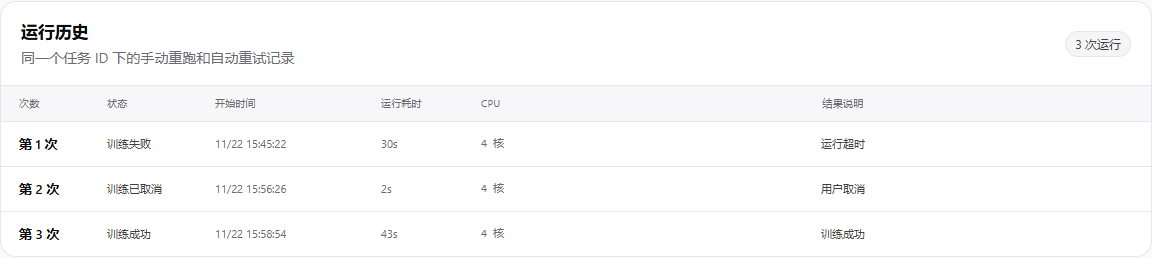 运行历史
同一个任务 ID 下的手动重跑和自动重试记录
3 次运行
次数 状态 开始时间 运行耗时 CPU 结果说明
第 1 次 训练失败 11/22 15:45:22 30s 4 核 运行超时
第 2 次 训练已取消 11/22 15:56:26 2s 4 核 用户取消
第 3 次 训练成功 11/22 15:58:54 43s 4 核 训练成功